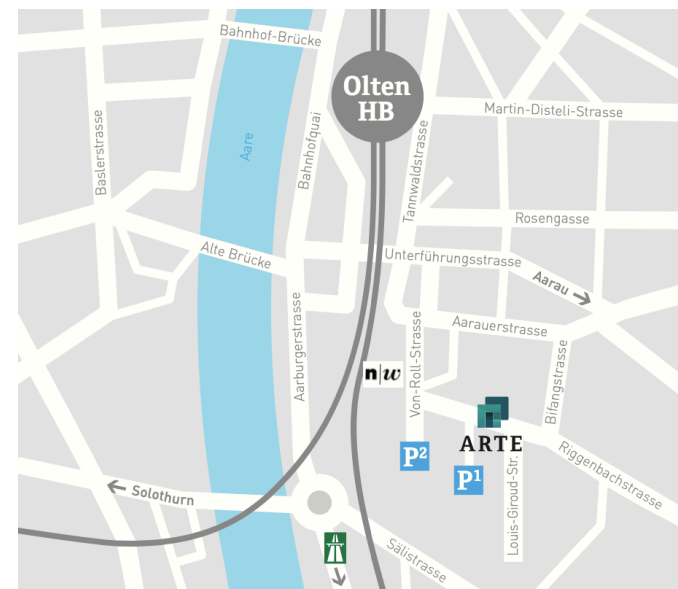 Bahnhof-Brücke
Olten
HB
Martin-Disteli-Strasse
Baslerstrasse
Aare
Bahnhofquai
Tannwaldstrasse
Rosengasse
Alte Brücke
Unterführungsstrasse
Aarau →
Aarburgerstrasse
Von-Roll-Strasse
Aarauerstrasse
Bifangstrasse
n|w
ARTE
P²
P¹
Louis-Giroud-Str.
Riggenbachstrasse
← Solothurn
Sälistrasse